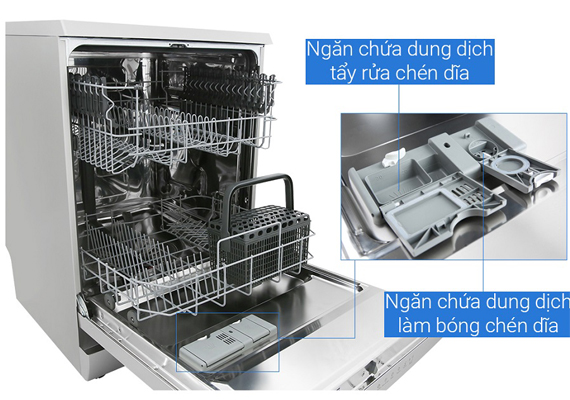 Ngăn chứa dung dịch
tẩy rửa chén dĩa
Ngăn chứa dung dịch
làm bóng chén dĩa